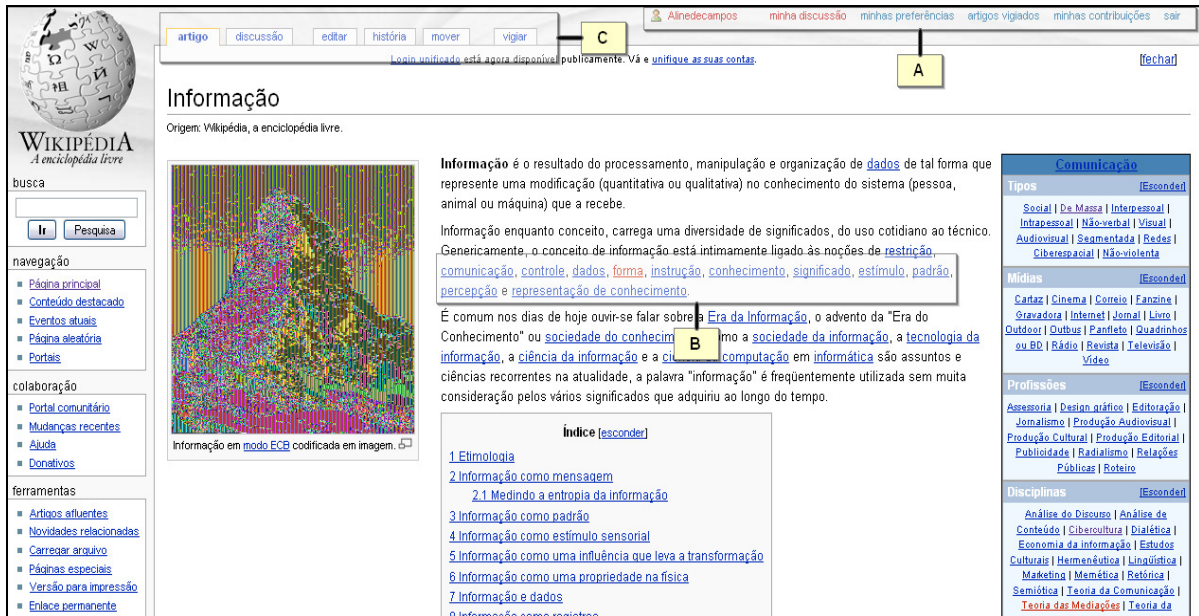 Alinedecampos minha discussão minhas preferências artigos vigiados minhas contribuições sair
A
artigo discussão editar história mover vigiar
C
Login unificado está agora disponível publicamente. Vá e unifique as suas contas.
[fechar]
WIKIPÉDIA
A enciclopédia livre
busca
Ir Pesquisa
navegação
Página principal
Conteúdo destacado
Eventos atuais
Página aleatória
Portais
colaboração
Portal comunitário
Mudanças recentes
Ajuda
Donativos
ferramentas
Artigos afluentes
Novidades relacionadas
Carregar arquivo
Páginas especiais
Versão para impressão
Enlace permanente
Informação
Origem: Wikipédia, a enciclopédia livre.
Informação em modo ECB codificada em imagem.
Informação é o resultado do processamento, manipulação e organização de dados de tal forma que
represente uma modificação (quantitativa ou qualitativa) no conhecimento do sistema (pessoa,
animal ou máquina) que a recebe.
Informação enquanto conceito, carrega uma diversidade de significados, do uso cotidiano ao técnico.
Genericamente, o conceito de informação está intimamente ligado às noções de restrição,
comunicação, controle, dados, forma, instrução, conhecimento, significado, estímulo, padrão,
percepção e representação de conhecimento.
B
É comum nos dias de hoje ouvir-se falar sobre a Era da Informação, o advento da "Era do
Conhecimento" ou sociedade do a sociedade da informação, a tecnologia da
informação, a ciência da informação e a computação em informática são assuntos e
ciências recorrentes na atualidade, a palavra "informação" é freqüentemente utilizada sem muita
consideração pelos vários significados que adquiriu ao longo do tempo.
Índice [esconder]
1 Etimologia
2 Informação como mensagem
2.1 Medindo a entropia da informação
3 Informação como padrão
4 Informação como estímulo sensorial
5 Informação como uma influência que leva a transformação
6 Informação como uma propriedade na física
7 Informação e dados
Comunicação
Tipos [Esconder]
Social | De Massa | Interpessoal |
Intrapessoal | Não-verbal | Visual |
Audiovisual | Segmentada | Redes |
Ciberespacial | Não-violenta
Mídias [Esconder]
Cartaz | Cinema | Correio | Fanzine |
Gravadora | Internet | Jornal | Livro |
Outdoor | Outbus | Panfleto | Quadrinhos
ou BD | Rádio | Revista | Televisão |
Vídeo
Profissões [Esconder]
Assessoria | Design gráfico | Editoração |
Jornalismo | Produção Audiovisual |
Produção Cultural | Produção Editorial |
Publicidade | Radialismo | Relações
Públicas | Roteiro
Disciplinas [Esconder]
Análise do Discurso | Análise de
Conteúdo | Cibercultura | Dialética |
Economia da informação | Estudos
Culturais | Hermenêutica | Lingüística |
Marketing | Memética | Retórica |
Semiótica | Teoria da Comunicação |
Teoria das Mediações | Teoria da